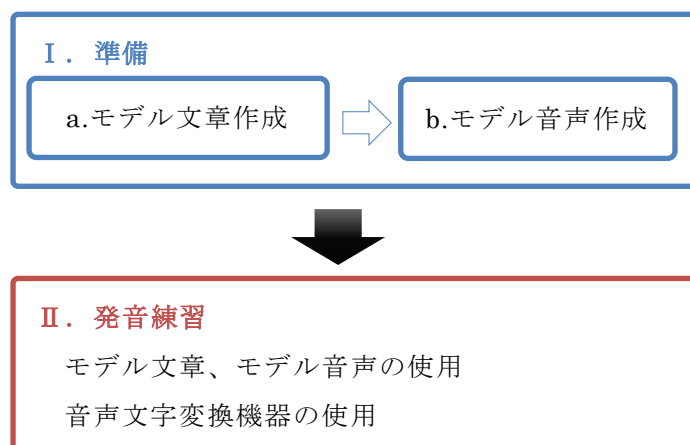 Ⅰ．準備
a.モデル文章作成
b.モデル音声作成
Ⅱ．発音練習
モデル文章、モデル音声の使用
音声文字変換機器の使用